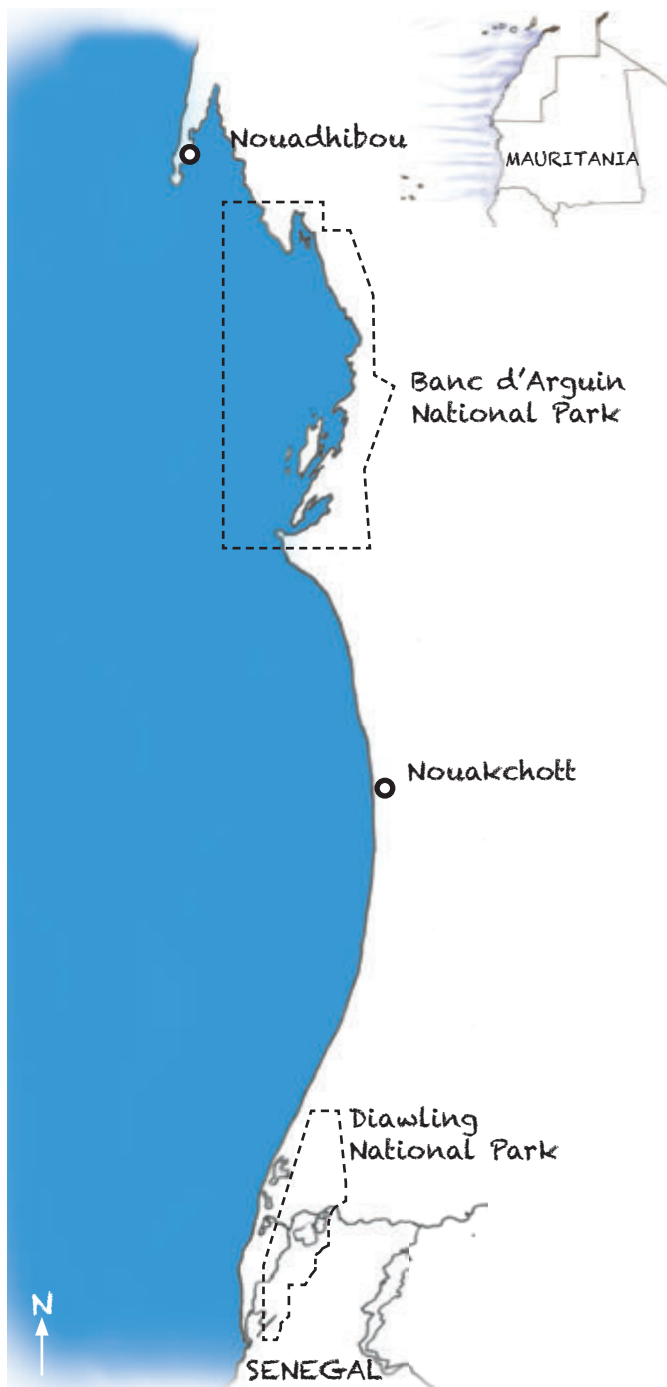 Nouadhibou
MAURITANIA
Banc d'Arguin
National Park
Nouakchott
Diawling
National Park
N
SENEGAL